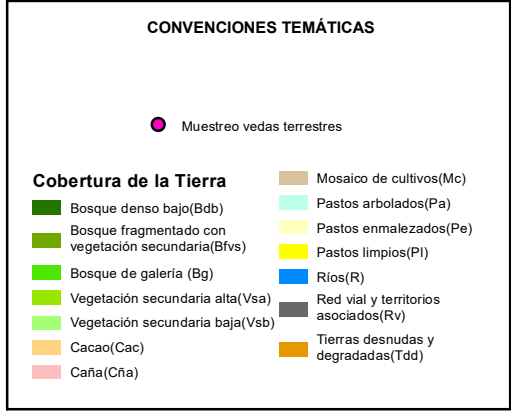 CONVENCIONES TEMÁTICAS
Muestreo vedas terrestres
Cobertura de la Tierra
Bosque denso bajo(Bdb)
Bosque fragmentado con
vegetación secundaria(Bfvs)
Bosque de galería (Bg)
Vegetación secundaria alta(Vsa)
Vegetación secundaria baja(Vsb)
Cacao(Cac)
Caña(Cña)
Mosaico de cultivos(Mc)
Pastos arbolados(Pa)
Pastos enmalezados(Pe)
Pastos limpios(Pl)
Ríos(R)
Red vial y territorios
asociados(Rv)
Tierras desnudas y
degradadas(Tdd)